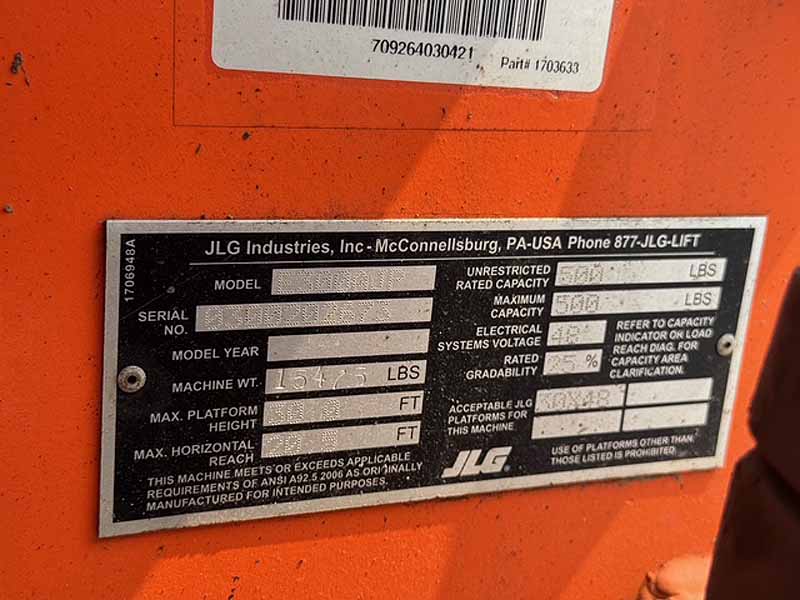 709264030421
Part# 1703633
1706948A
JLG Industries, Inc - McConnellsburg, PA-USA Phone 877-JLG-LIFT
MODEL
SERIAL NO.
MODEL YEAR
MACHINE WT. LBS
MAX. PLATFORM HEIGHT FT
MAX. HORIZONTAL REACH FT
THIS MACHINE MEETS OR EXCEEDS APPLICABLE
REQUIREMENTS OF ANSI A92.5 2006 AS ORIGINALLY
MANUFACTURED FOR INTENDED PURPOSES.
UNRESTRICTED
RATED CAPACITY 500 LBS
MAXIMUM
CAPACITY 500 LBS
ELECTRICAL
SYSTEMS VOLTAGE 48
RATED
GRADABILITY 25 %
REFER TO CAPACITY
INDICATOR OR LOAD
REACH DIAG. FOR
CAPACITY AREA
CLARIFICATION.
ACCEPTABLE JLG
PLATFORMS FOR
THIS MACHINE
JLG
USE OF PLATFORMS OTHER THAN
THOSE LISTED IS PROHIBITED.